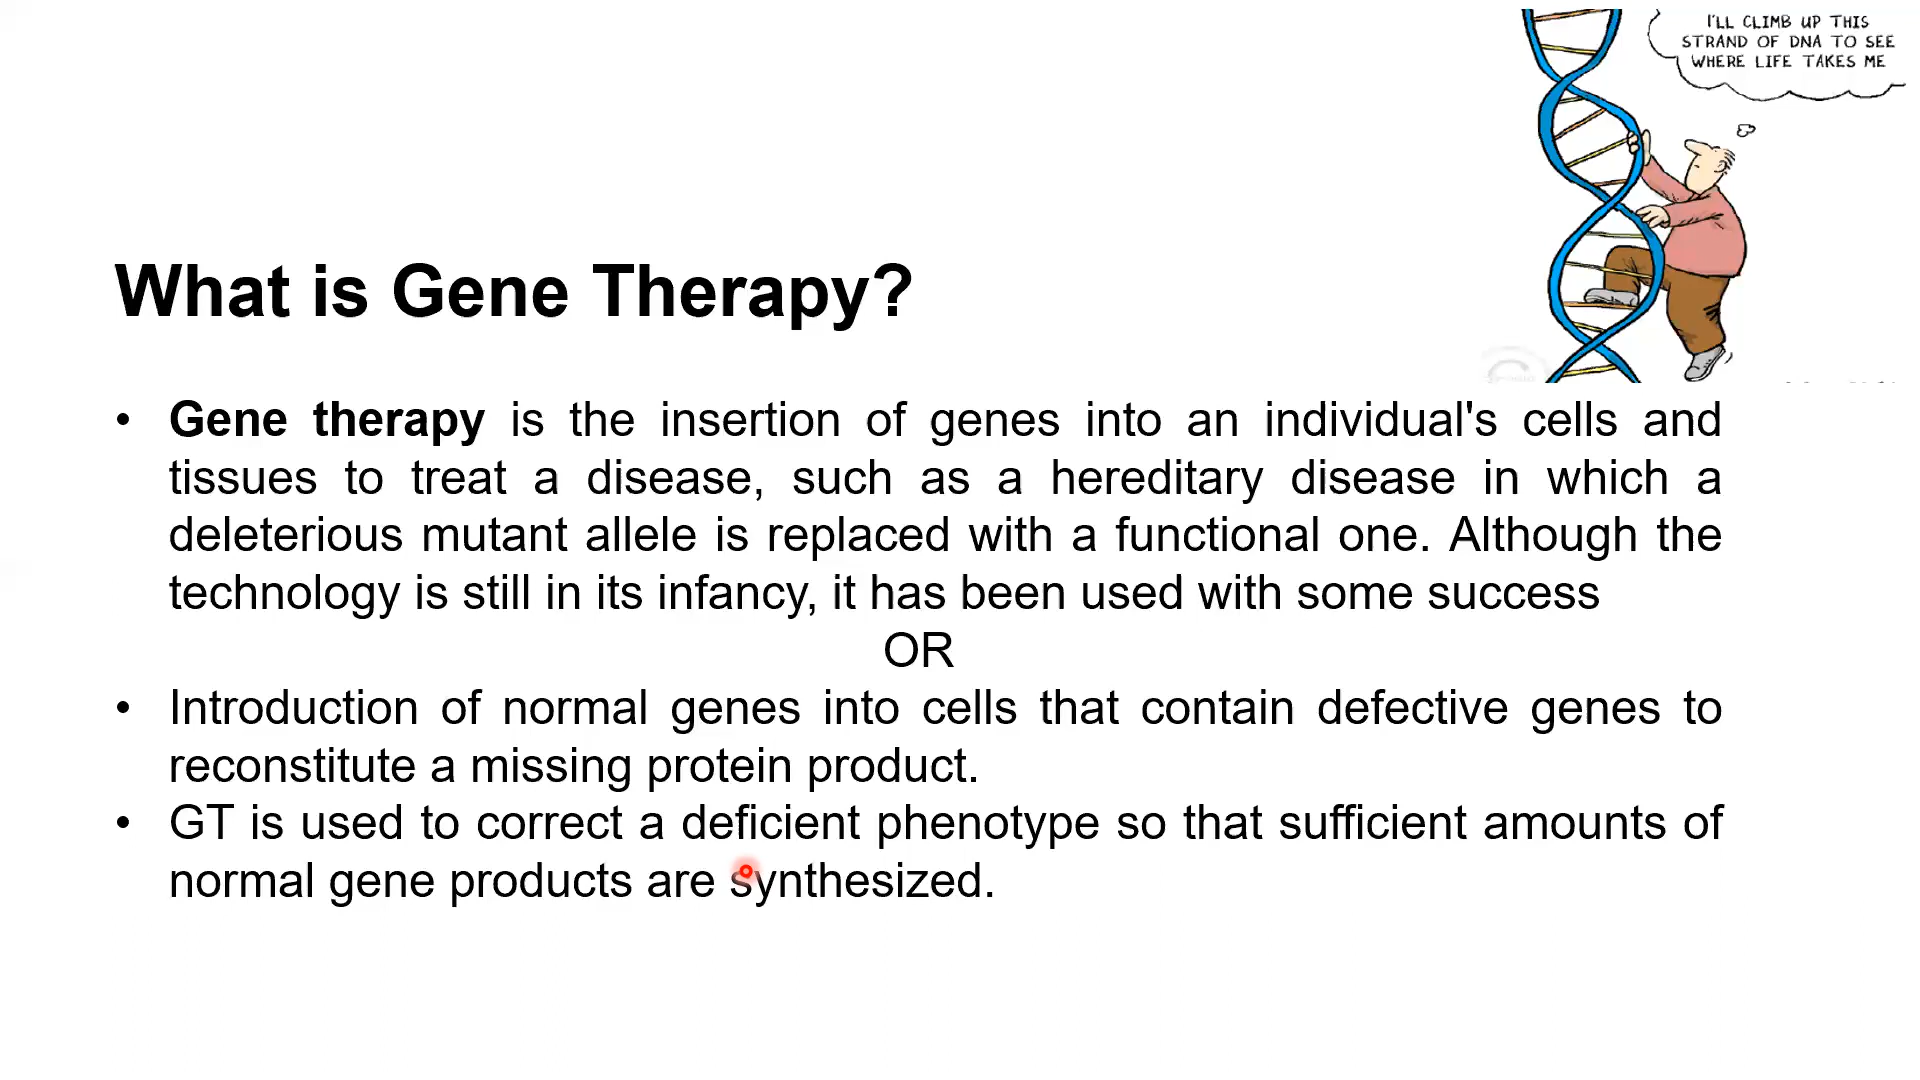 I'LL CLIMB UP THIS
STRAND OF DNA TO SEE
WHERE LIFE TAKES ME
What is Gene Therapy?
• Gene therapy is the insertion of genes into an individual's cells and
tissues to treat a disease, such as a hereditary disease in which a
deleterious mutant allele is replaced with a functional one. Although the
technology is still in its infancy, it has been used with some success
OR
• Introduction of normal genes into cells that contain defective genes to
reconstitute a missing protein product.
• GT is used to correct a deficient phenotype so that sufficient amounts of
normal gene products are synthesized.